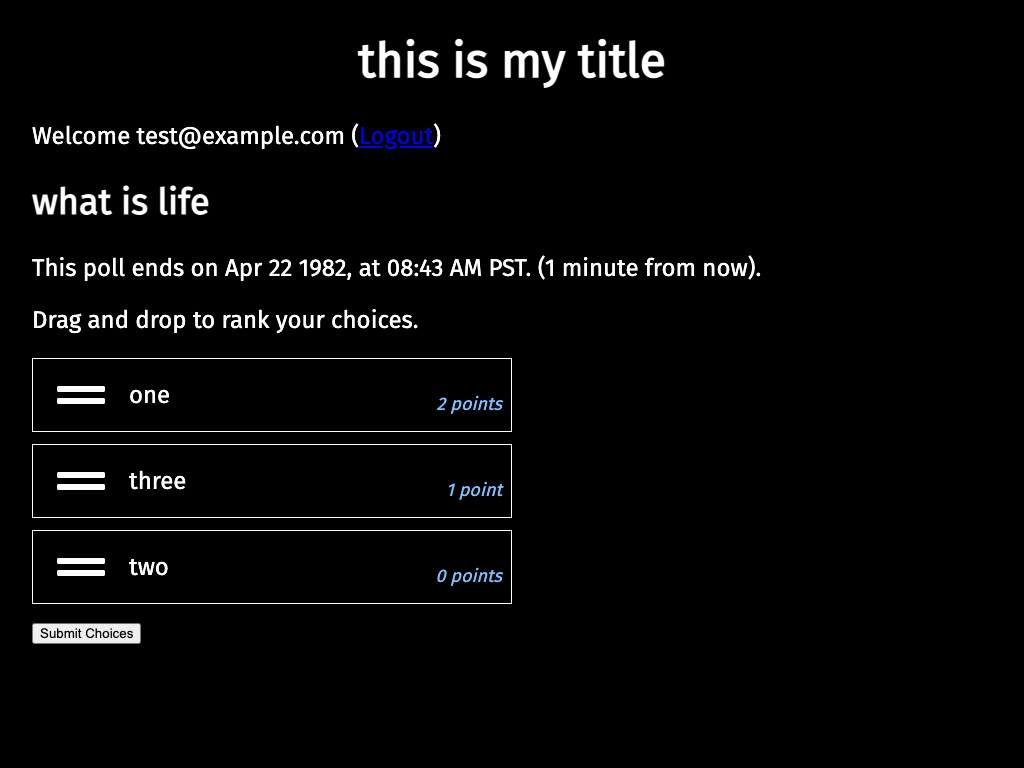 this is my title
Welcome test@example.com (Logout)
what is life
This poll ends on Apr 22 1982, at 08:43 AM PST. (1 minute from now).
Drag and drop to rank your choices.
one
2 points
three
1 point
two
0 points
Submit Choices